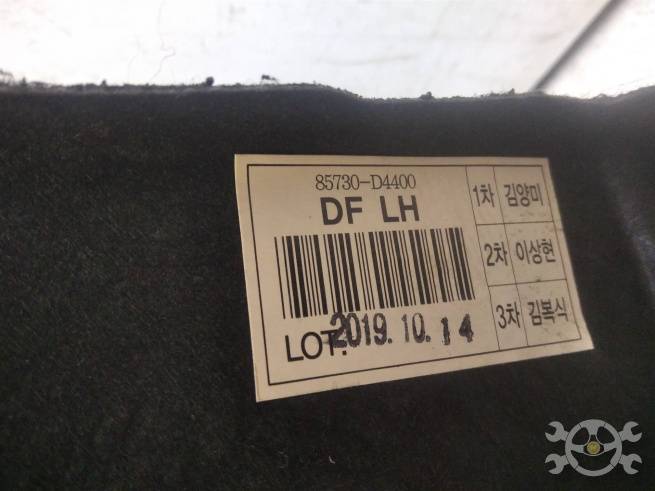 85730-D4400
DF LH
LOT. 2019.10.14
1차 김양미
2차 이상현
3차 김복식